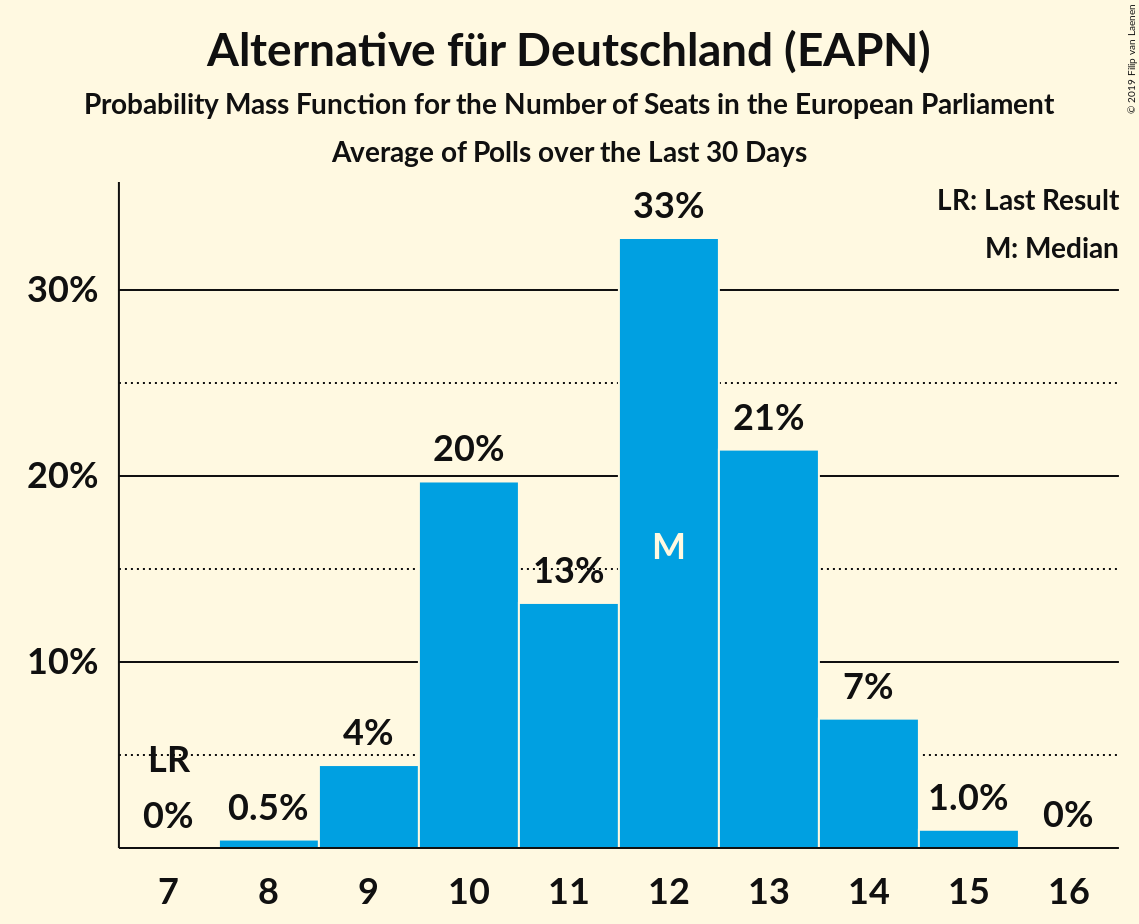 Alternative für Deutschland (EAPN)
Probability Mass Function for the Number of Seats in the European Parliament
Average of Polls over the Last 30 Days
© 2019 Filip van Laenen
LR: Last Result
M: Median
33%
30%
21%
20%
20%
M
13%
10%
7%
4%
LR
0%
0.5%
1.0%
0%
7 8 9 10 11 12 13 14 15 16